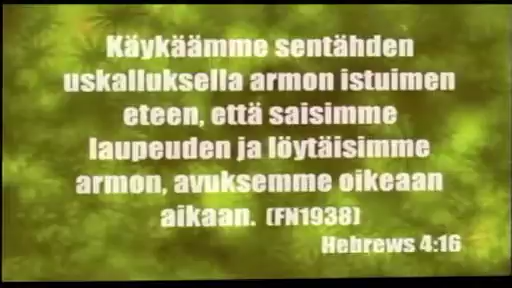 Käykäämme sentähden
uskalluksella armon istuimen
eteen, että saisimme
laupeuden ja löytäisimme
armon, avuksemme oikeaan
aikaan. (FN1938)
Hebrews 4:16